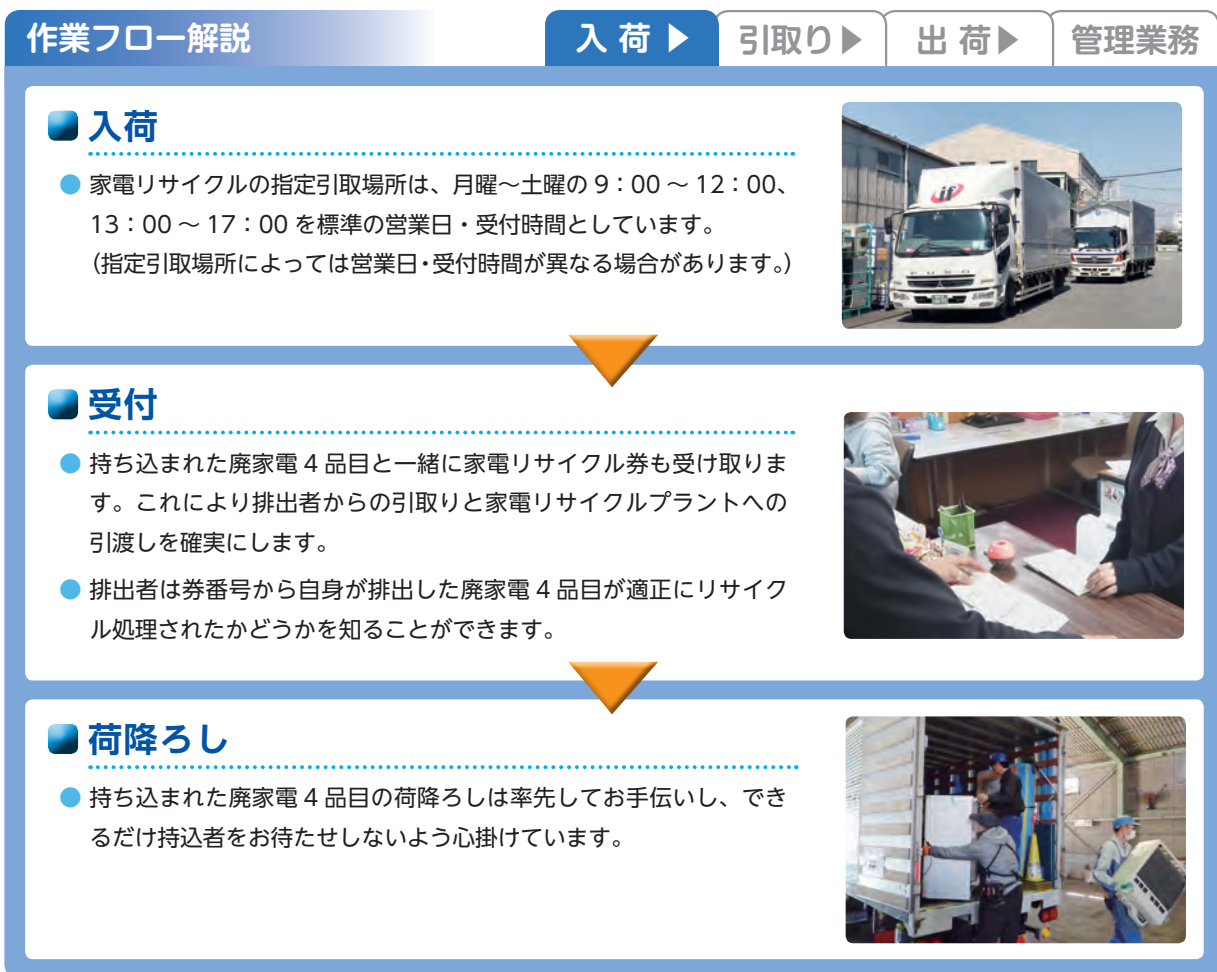 作業フロー解説
入 荷 ▶
引取り▶
出 荷▶
管理業務
入荷
● 家電リサイクルの指定引取場所は、月曜～土曜の 9：00 ～ 12：00、
13：00 ～ 17：00 を標準の営業日・受付時間としています。
（指定引取場所によっては営業日・受付時間が異なる場合があります。）
if
FUSO
受付
● 持ち込まれた廃家電 4 品目と一緒に家電リサイクル券も受け取りま
す。これにより排出者からの引取りと家電リサイクルプラントへの
引渡しを確実にします。
● 排出者は券番号から自身が排出した廃家電 4 品目が適正にリサイク
ル処理されたかどうかを知ることができます。
荷降ろし
● 持ち込まれた廃家電 4 品目の荷降ろしは率先してお手伝いし、でき
るだけ持込者をお待たせしないよう心掛けています。